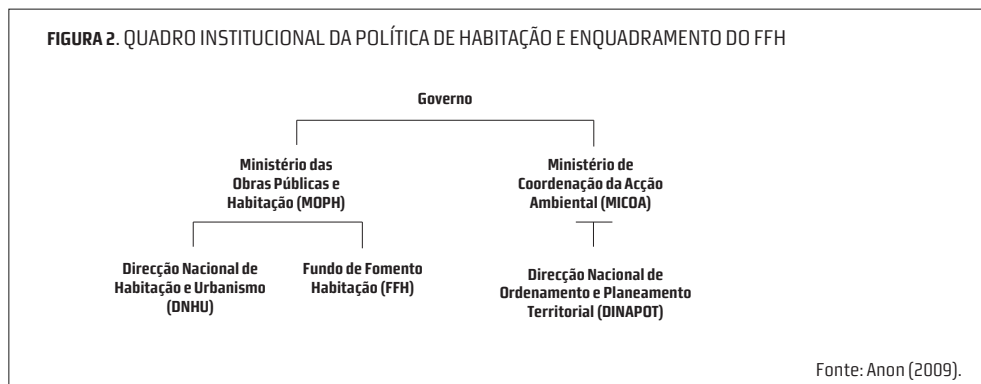 FIGURA 2. QUADRO INSTITUCIONAL DA POLÍTICA DE HABITAÇÃO E ENQUADRAMENTO DO FFH
Governo
Ministério das
Obras Públicas e
Habitação (MOPH)
Ministério de
Coordenação da Acção
Ambiental (MICOA)
Direcção Nacional de
Habitação e Urbanismo
(DNHU)
Fundo de Fomento
Habitação (FFH)
Direcção Nacional de
Ordenamento e Planeamento
Territorial (DINAPOT)
Fonte: Anon (2009).